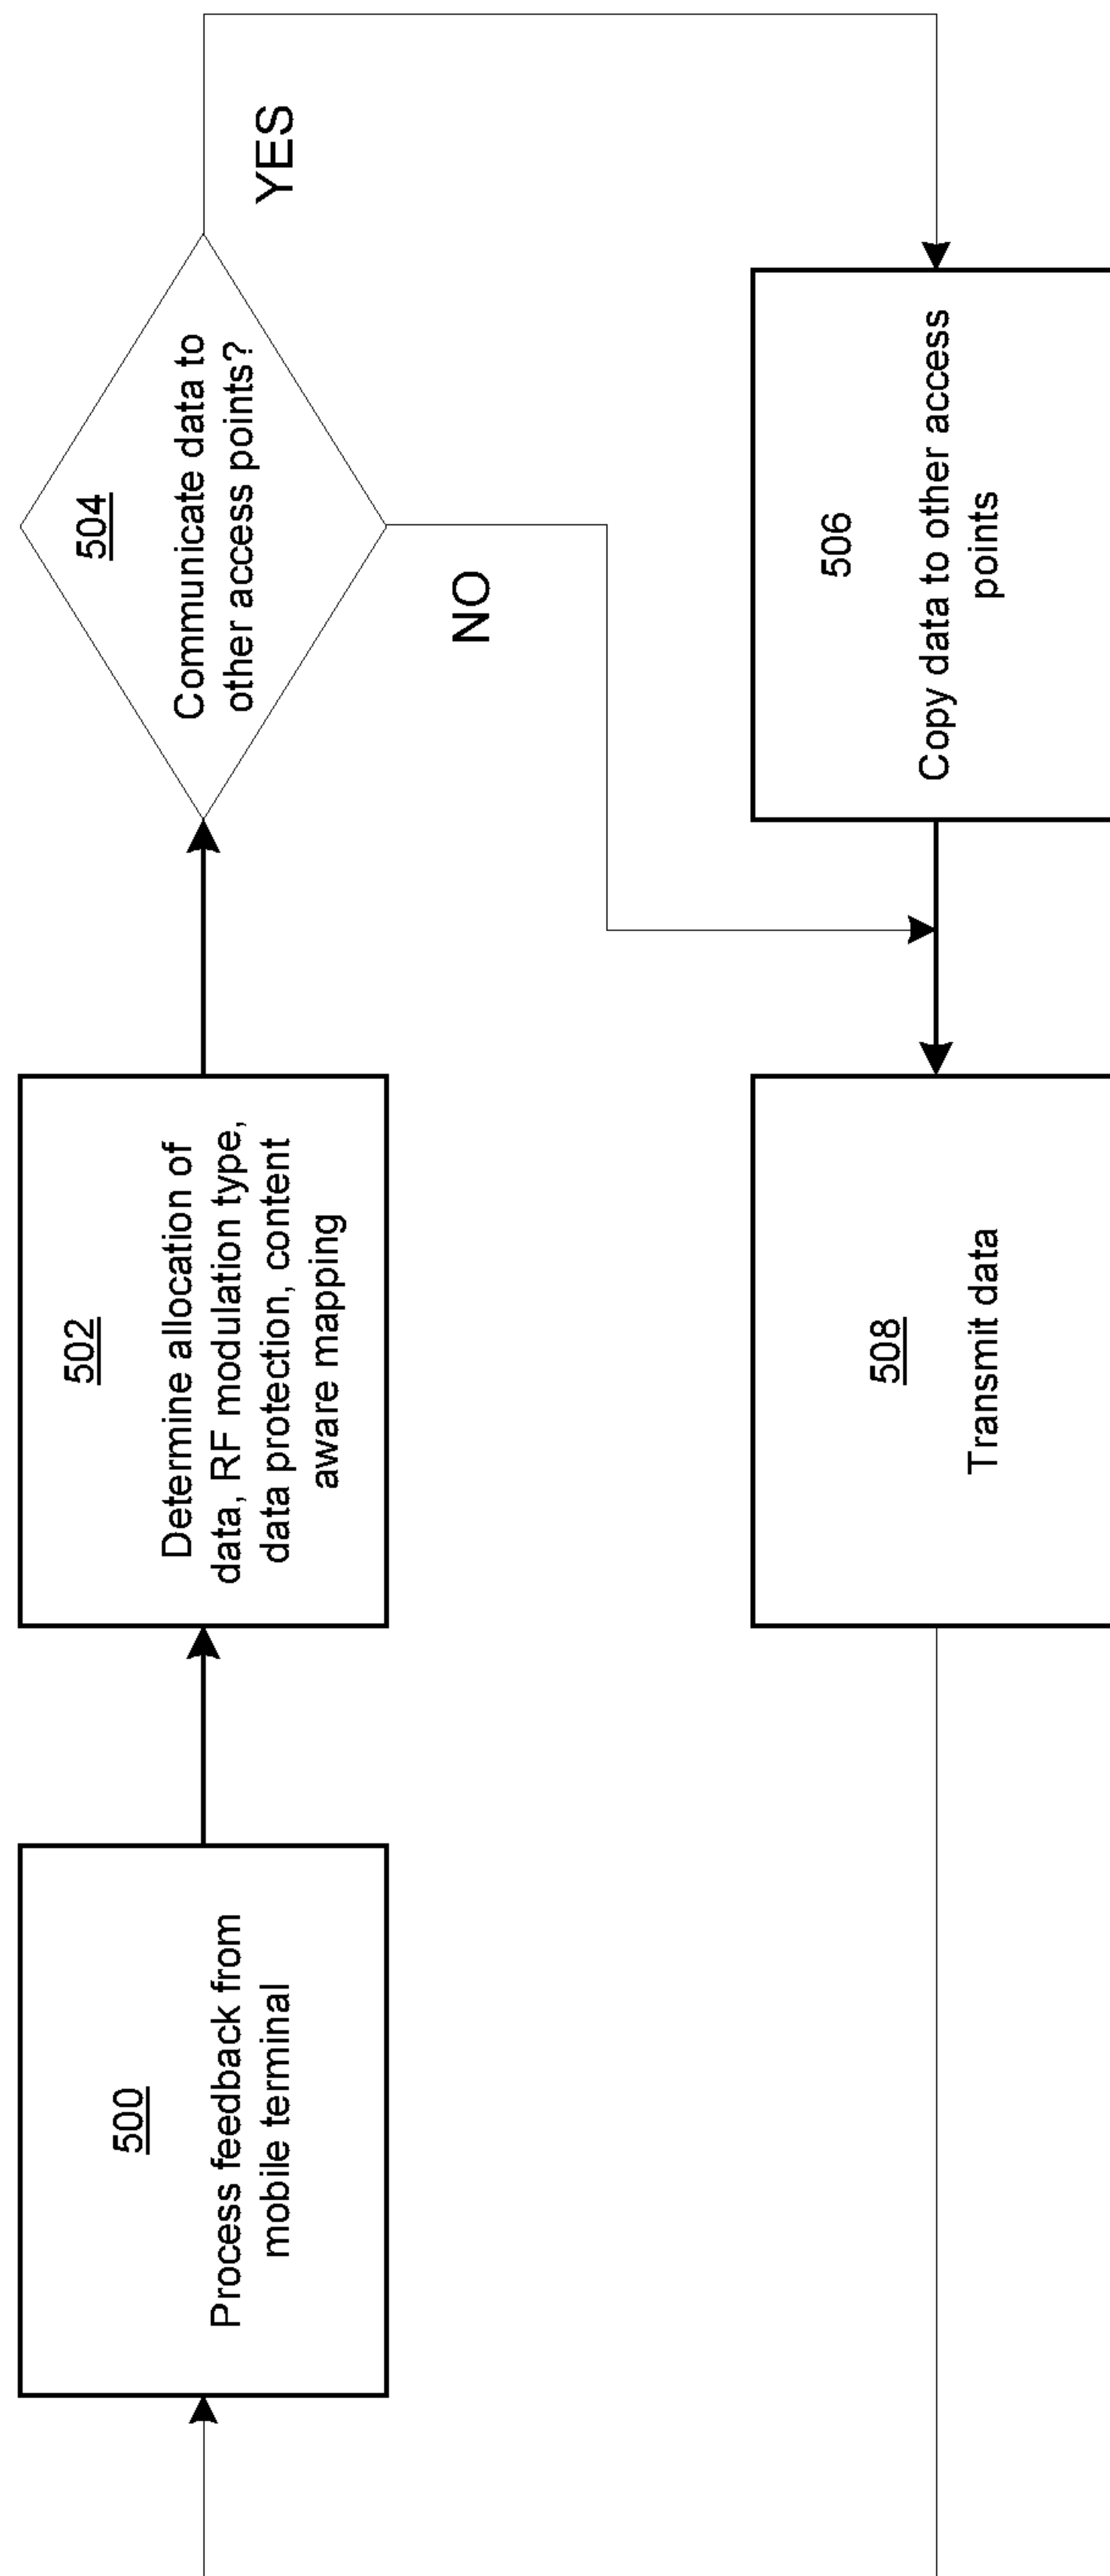 500
Process feedback from
mobile terminal
502
Determine allocation of
data, RF modulation type,
data protection, content
aware mapping
504
Communicate data to
other access points?
YES
NO
506
Copy data to other access
points
508
Transmit data